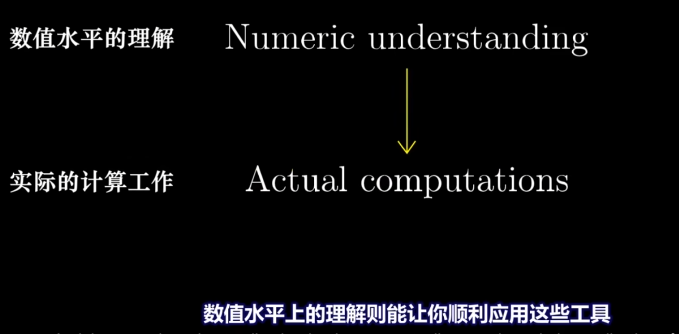 数值水平的理解 Numeric understanding
实际的计算工作 Actual computations
数值水平上的理解则能让你顺利应用这些工具